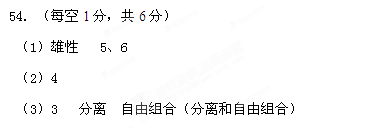 54. （每空1分，共6分）
（1）雄性 5、6
（2）4
（3）3 分离 自由组合（分离和自由组合）